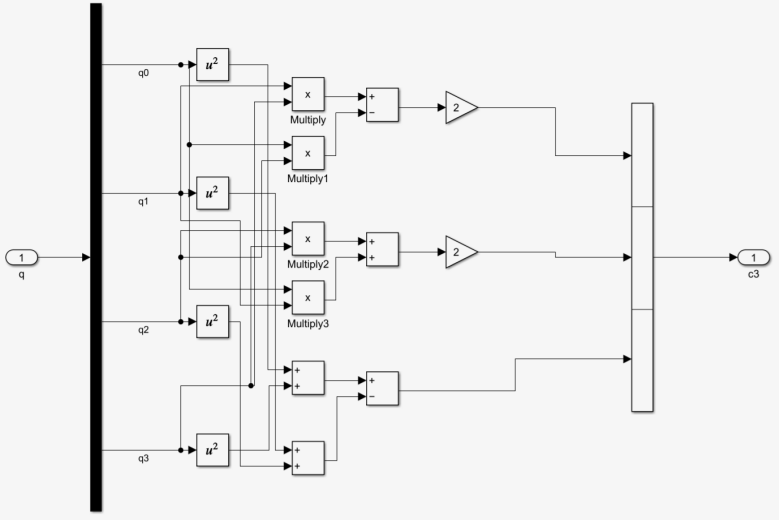 q0
u²
x
Multiply
+
−
2
x
Multiply1
q1
u²
1
q
x
Multiply2
+
+
2
1
c3
x
Multiply3
q2
u²
+
+
+
−
q3
u²
+
+